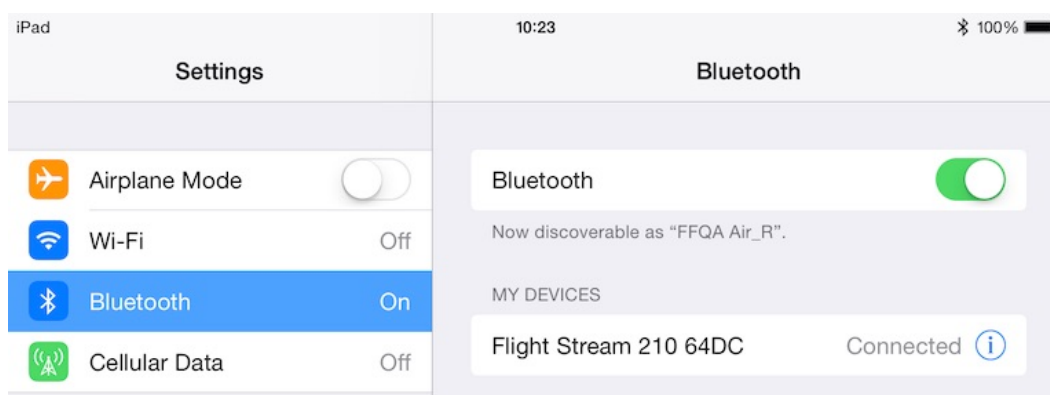 iPad
10:23
100%
Settings
Bluetooth
Airplane Mode
Wi-Fi
Off
Bluetooth
On
Cellular Data
Off
Bluetooth
Now discoverable as “FFQA Air_R”.
MY DEVICES
Flight Stream 210 64DC
Connected